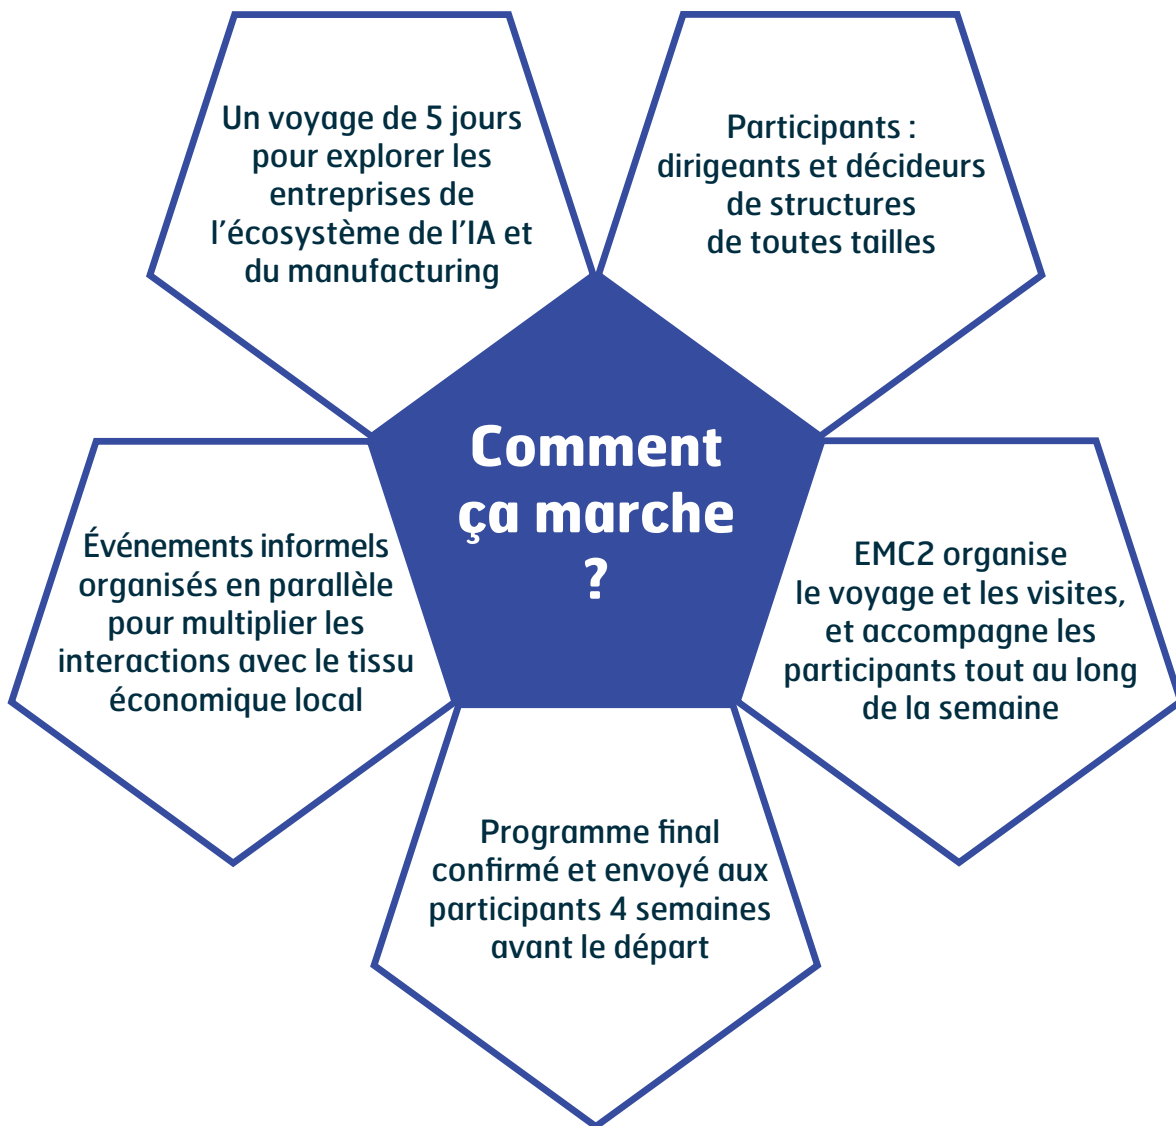 Un voyage de 5 jours
pour explorer les
entreprises de
l'écosystème de l'IA et
du manufacturing
Participants :
dirigeants et décideurs
de structures
de toutes tailles
Comment
ça marche
?
Événements informels
organisés en parallèle
pour multiplier les
interactions avec le tissu
économique local
EMC2 organise
le voyage et les visites,
et accompagne les
participants tout au long
de la semaine
Programme final
confirmé et envoyé aux
participants 4 semaines
avant le départ